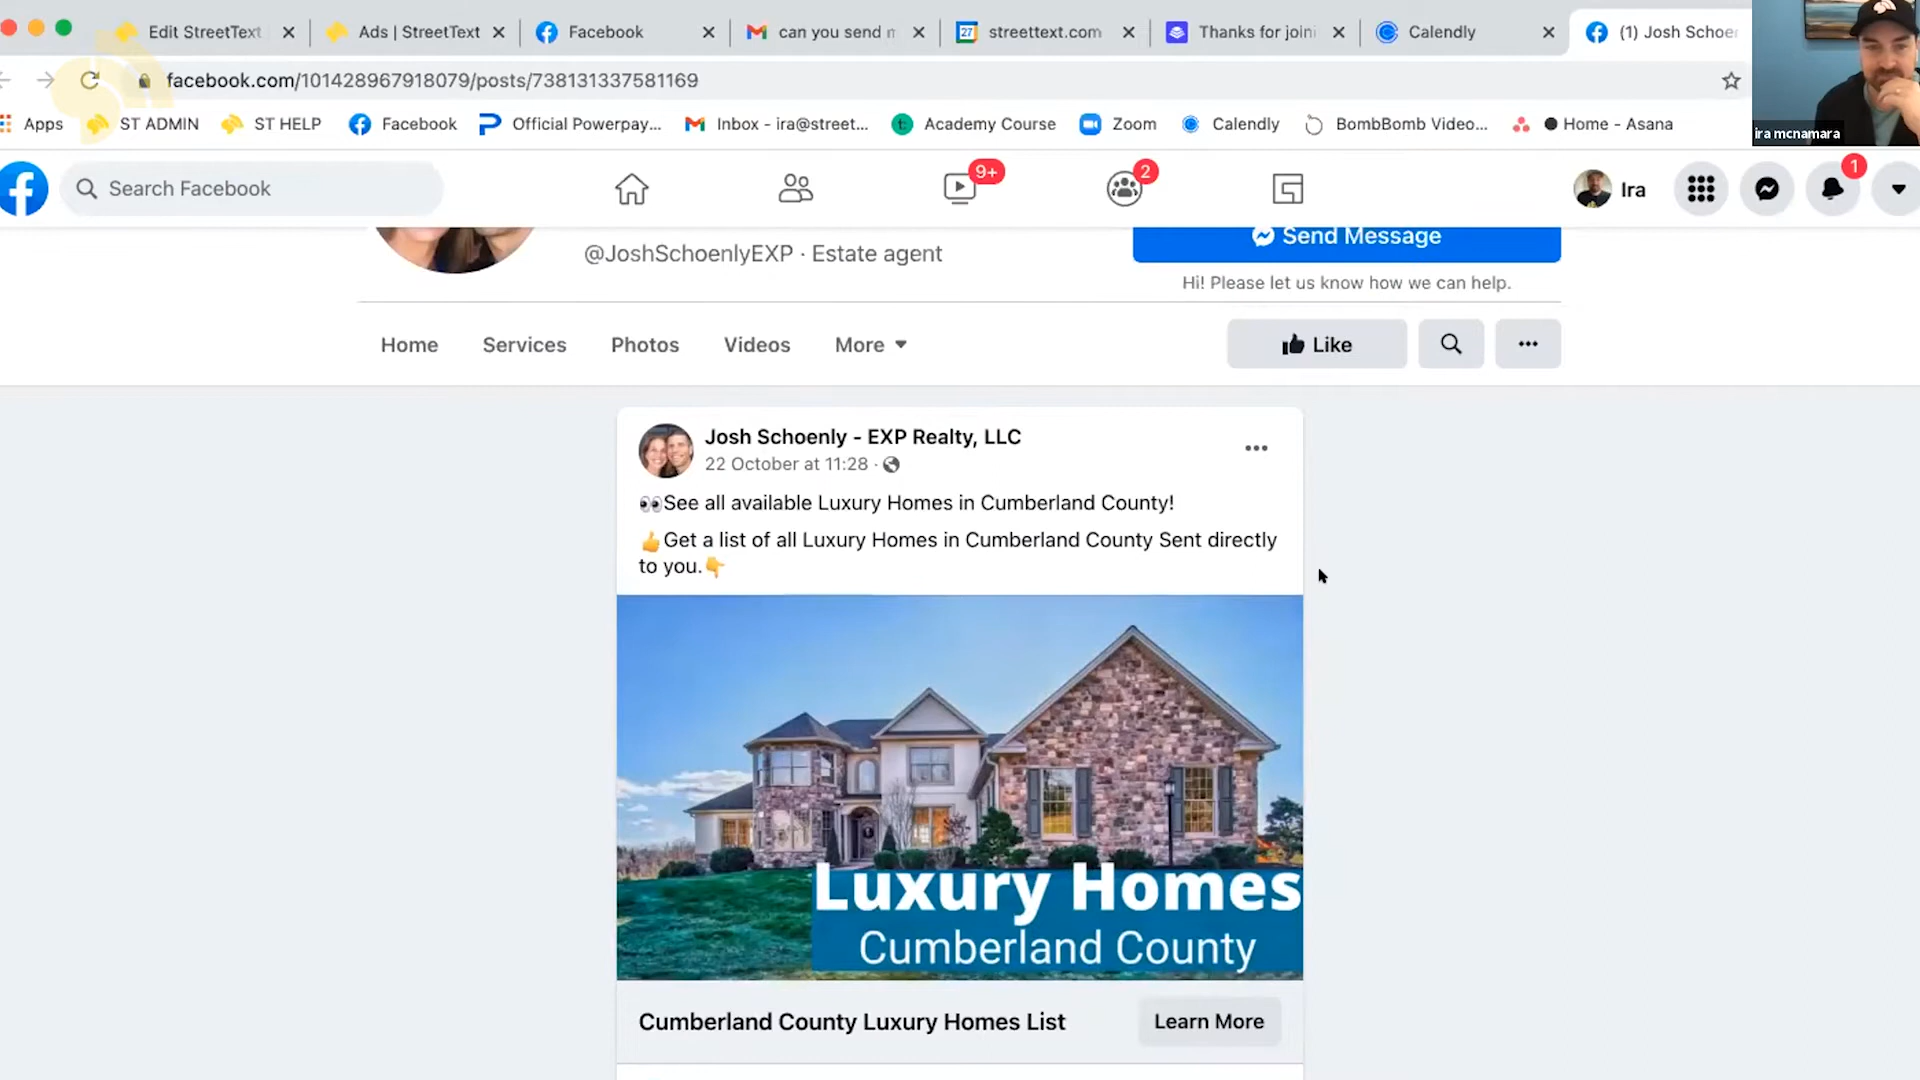 Edit StreetText
Ads | StreetText
Facebook
can you send m
27 streettext.com
Thanks for joini
Calendly
(1) Josh Schoen
facebook.com/101428967918079/posts/738131337581169
Apps
ST ADMIN
ST HELP
Facebook
Official Powerpay...
Inbox - ira@street...
Academy Course
Zoom
Calendly
BombBomb Video...
Home - Asana
ira mcnamara
Search Facebook
9+
2
Ira
1
@JoshSchoenlyEXP · Estate agent
Send Message
Hi! Please let us know how we can help.
Home
Services
Photos
Videos
More
Like
Josh Schoenly - EXP Realty, LLC
22 October at 11:28 ·
👀See all available Luxury Homes in Cumberland County!
👍Get a list of all Luxury Homes in Cumberland County Sent directly
to you.👇
Luxury Homes
Cumberland County
Cumberland County Luxury Homes List
Learn More